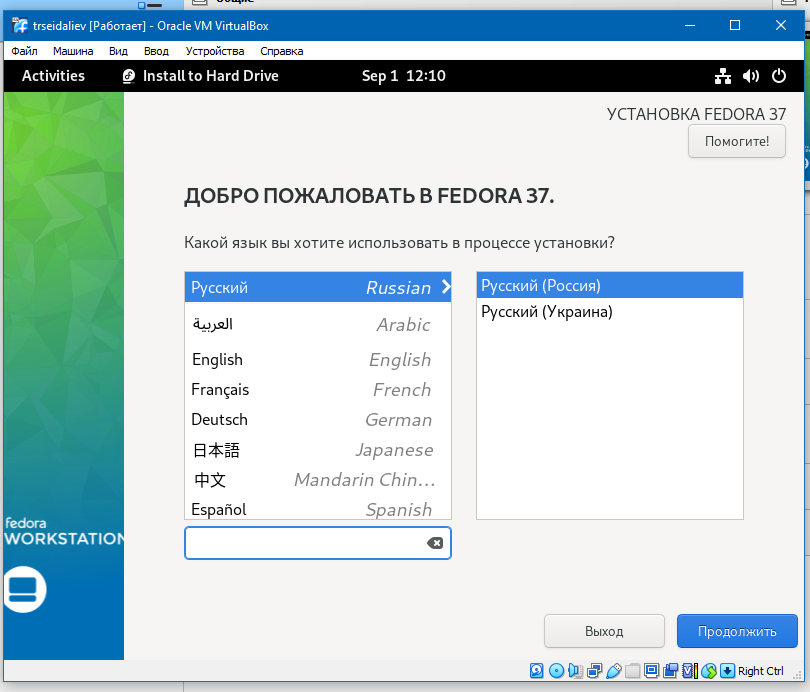 trseidaliev [Работает] - Oracle VM VirtualBox
Файл Машина Вид Ввод Устройства Справка
Activities Install to Hard Drive Sep 1 12:10
УСТАНОВКА FEDORA 37
Помогите!
ДОБРО ПОЖАЛОВАТЬ В FEDORA 37.
Какой язык вы хотите использовать в процессе установки?
Русский Russian
العربية Arabic
English English
Français French
Deutsch German
日本語 Japanese
中文 Mandarin Chin...
Español Spanish
Русский (Россия)
Русский (Украина)
fedora
WORKSTATION
Выход Продолжить
Right Ctrl